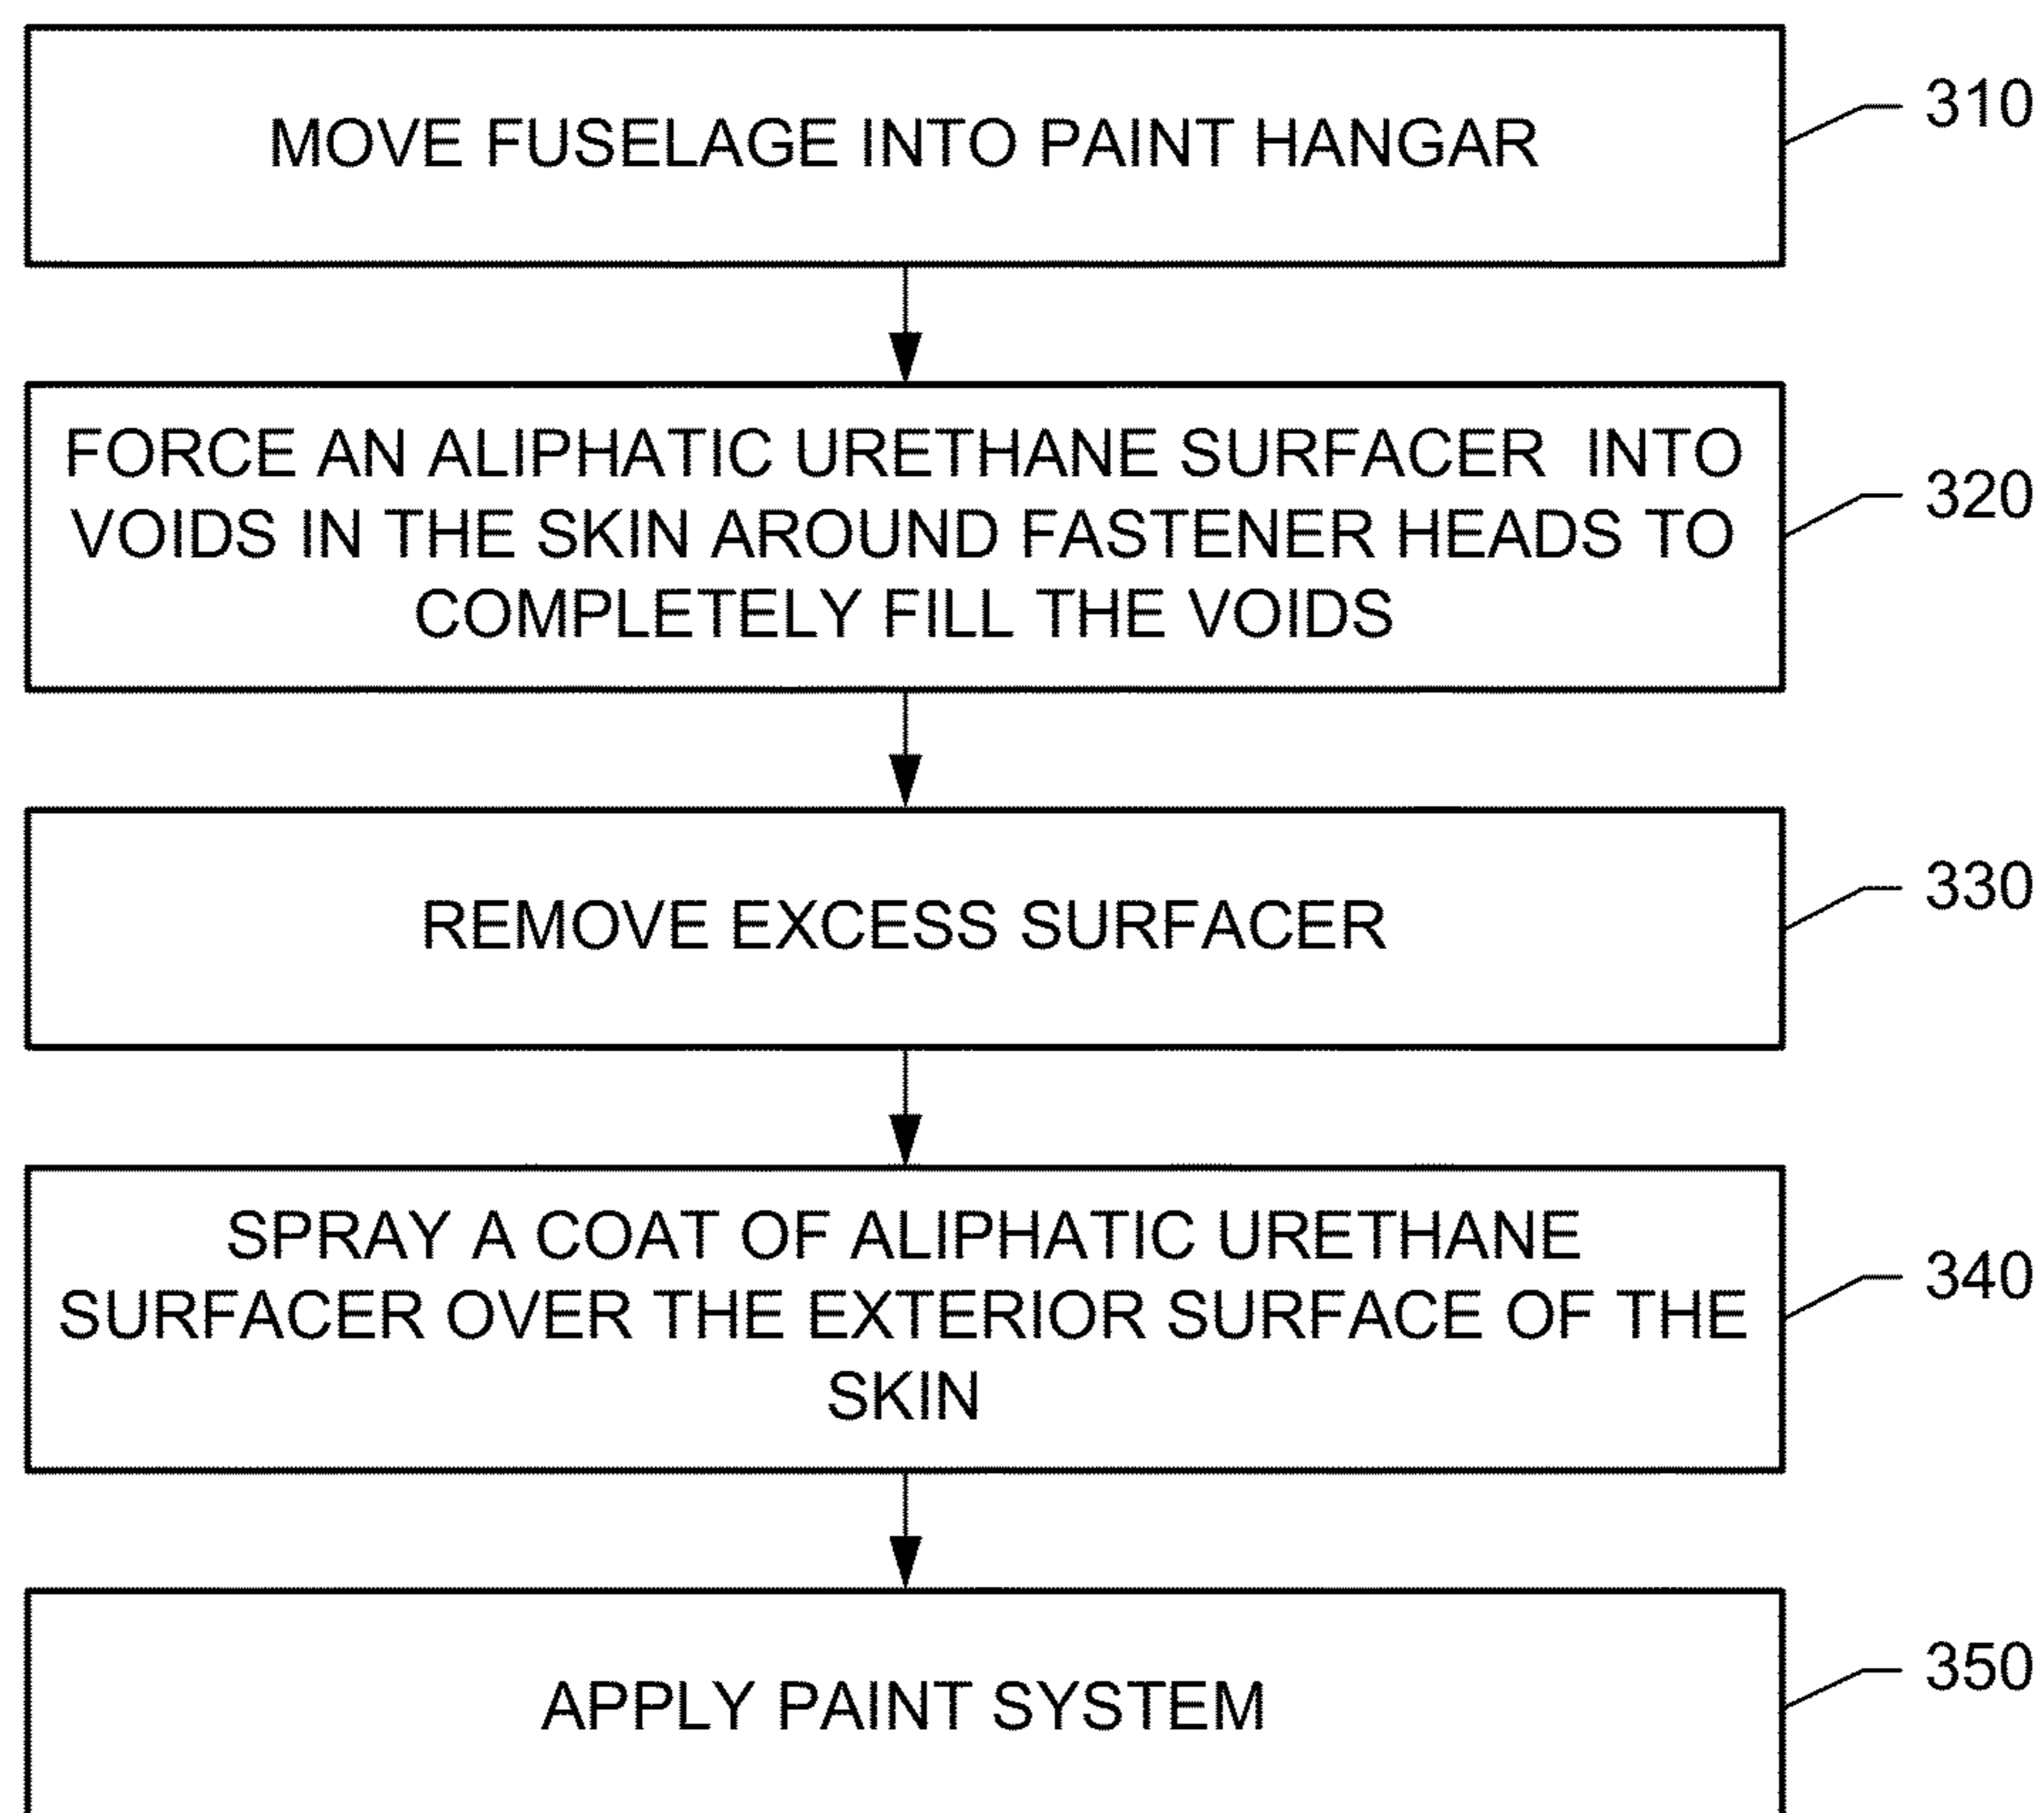 MOVE FUSELAGE INTO PAINT HANGAR
310
FORCE AN ALIPHATIC URETHANE SURFACER INTO
VOIDS IN THE SKIN AROUND FASTENER HEADS TO
COMPLETELY FILL THE VOIDS
320
REMOVE EXCESS SURFACER
330
SPRAY A COAT OF ALIPHATIC URETHANE
SURFACER OVER THE EXTERIOR SURFACE OF THE
SKIN
340
APPLY PAINT SYSTEM
350